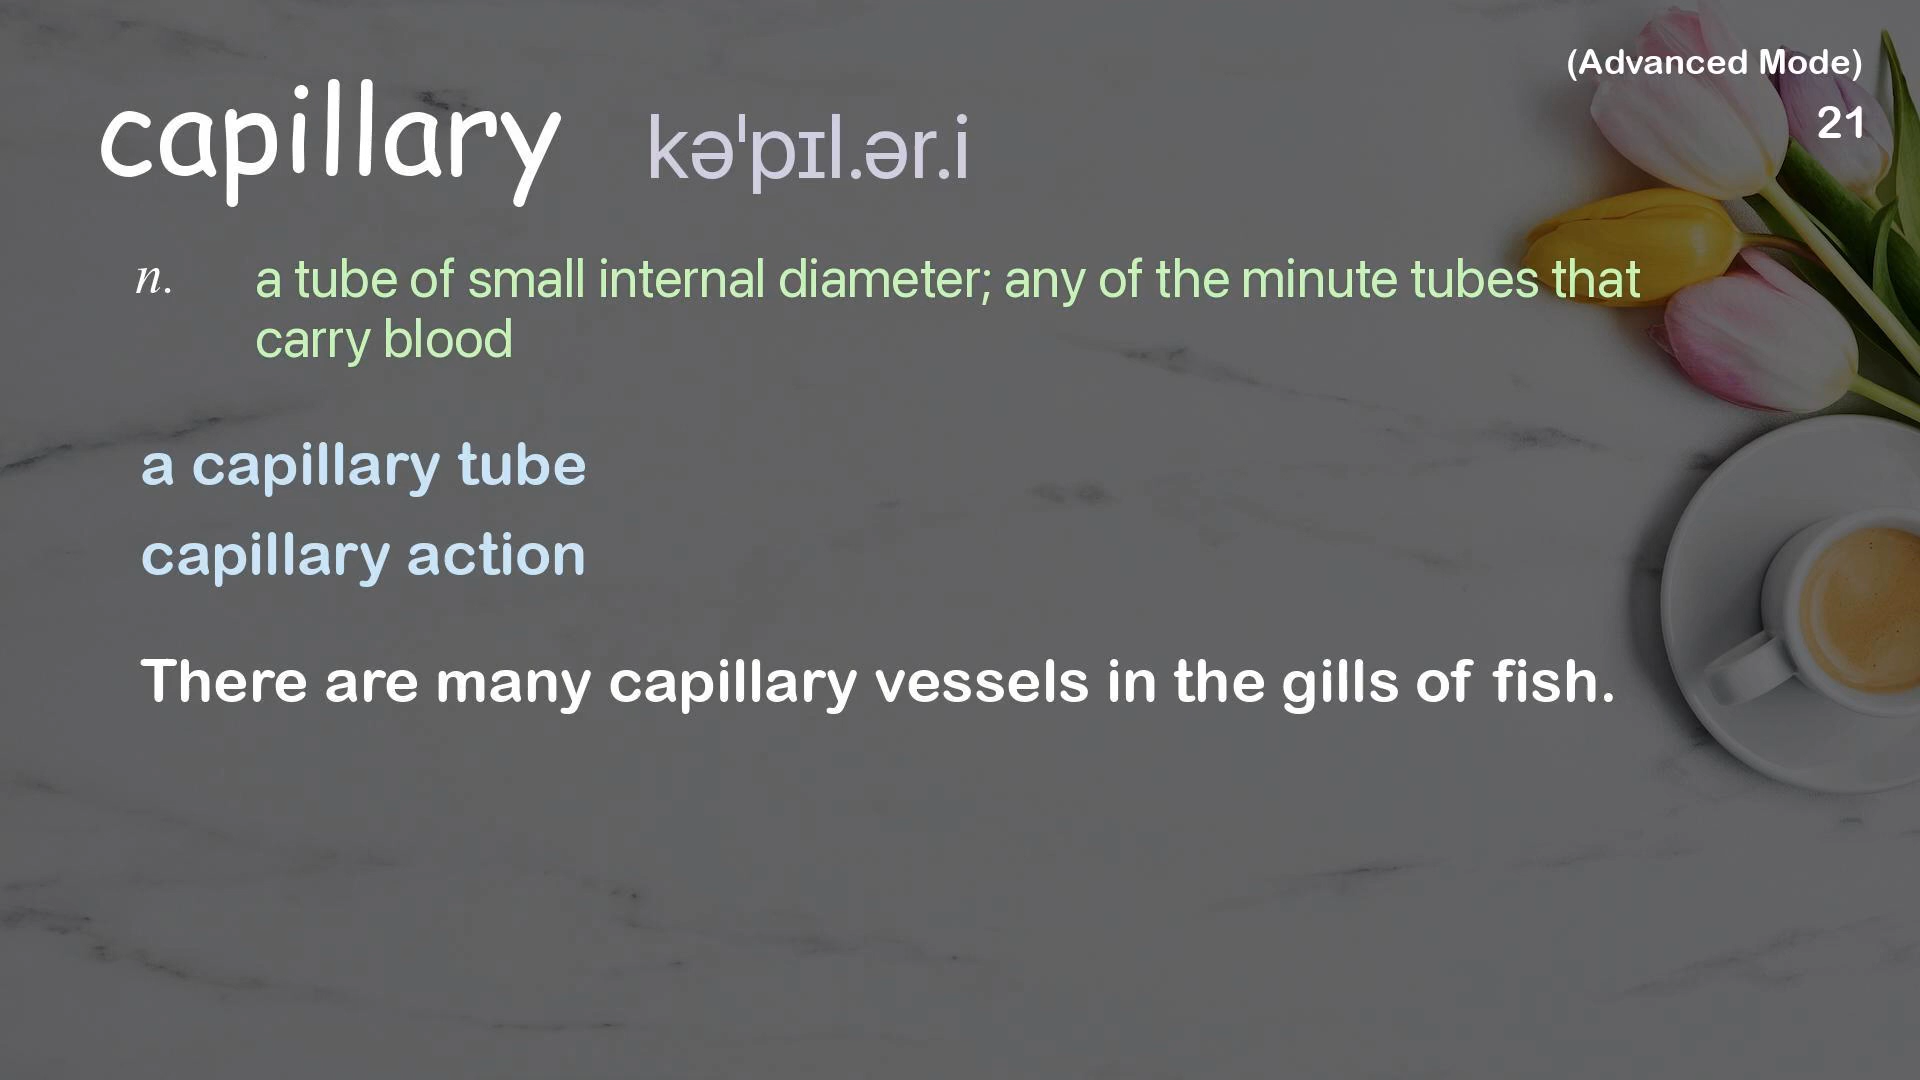 (Advanced Mode)
21
capillary kəˈpɪl.ər.i
n. a tube of small internal diameter; any of the minute tubes that
carry blood
a capillary tube
capillary action
There are many capillary vessels in the gills of fish.